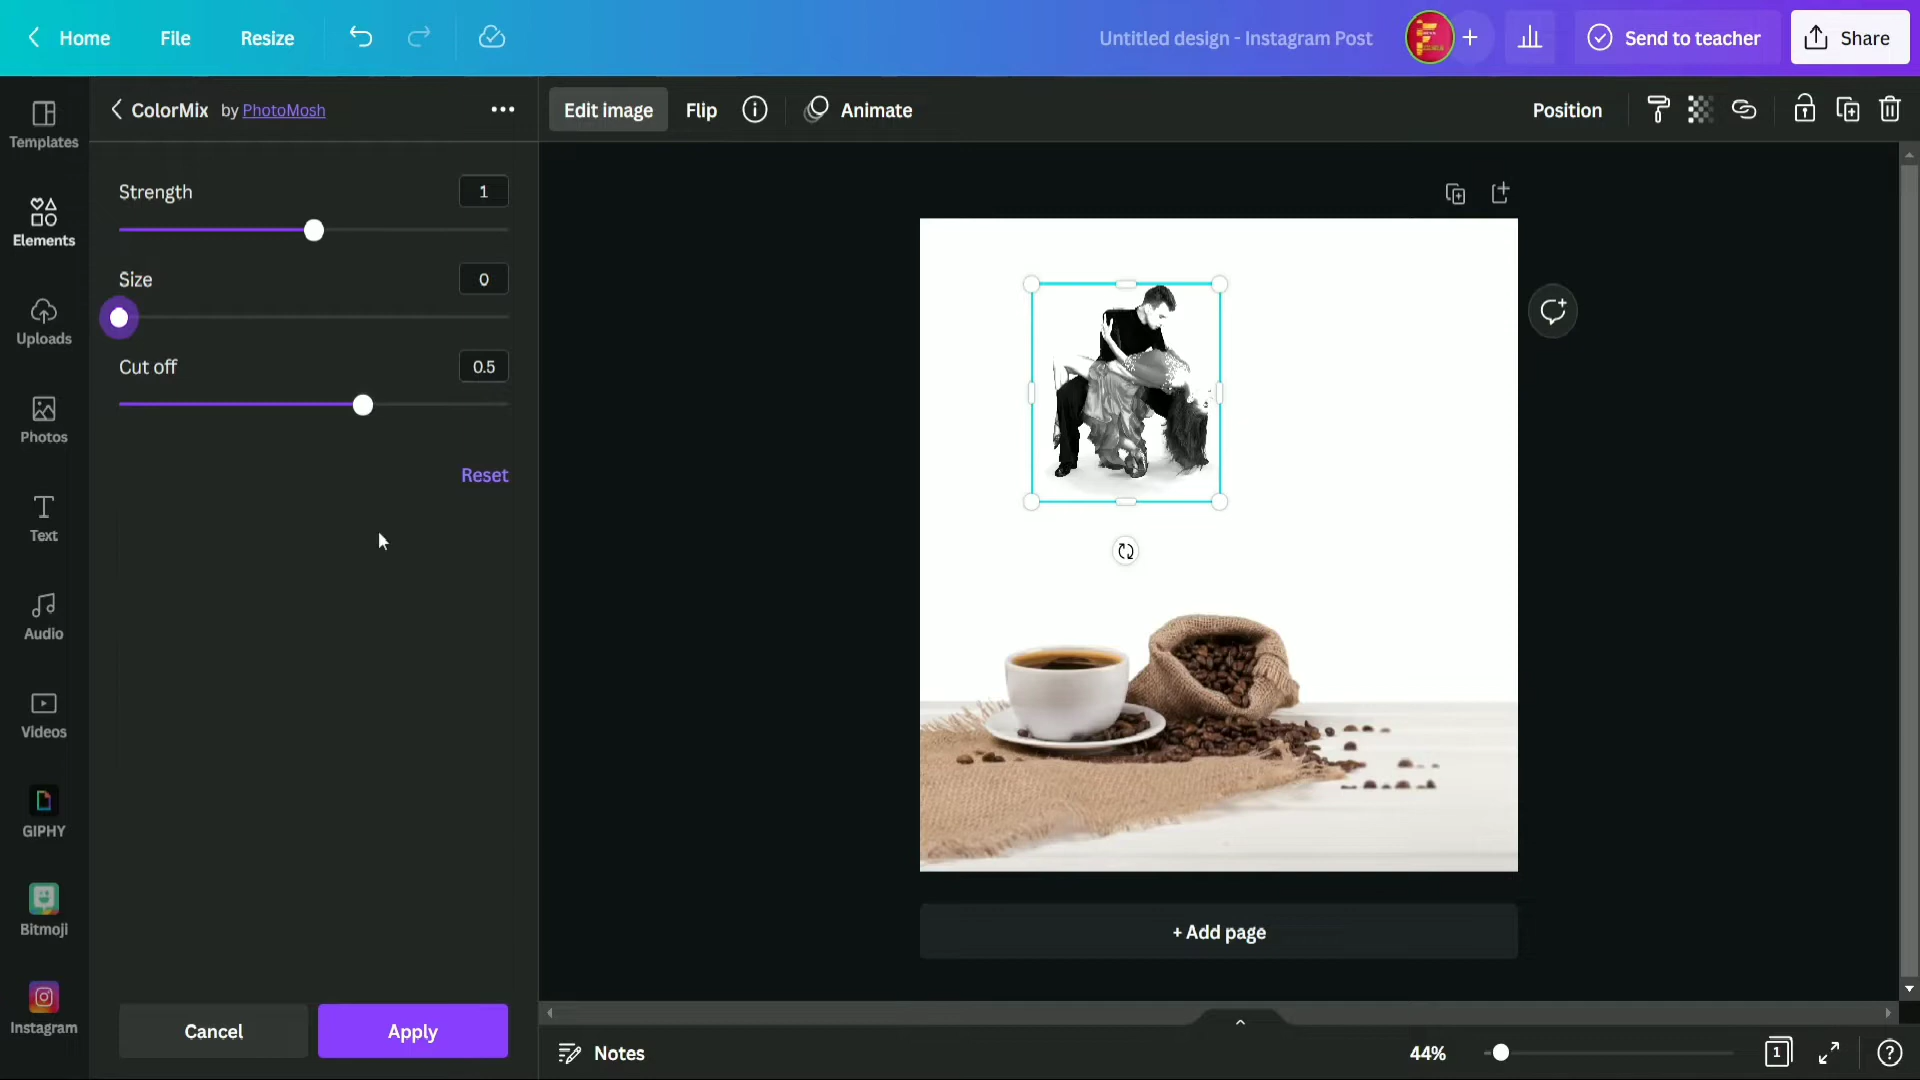 Home File Resize Untitled design - Instagram Post Send to teacher Share
Templates
Elements
Uploads
Photos
Text
Audio
Videos
GIPHY
Bitmoji
Instagram
ColorMix by PhotoMosh
Strength 1
Size 0
Cut off 0.5
Reset
Cancel Apply
Edit image Flip Animate Position
+ Add page
Notes 44% 1